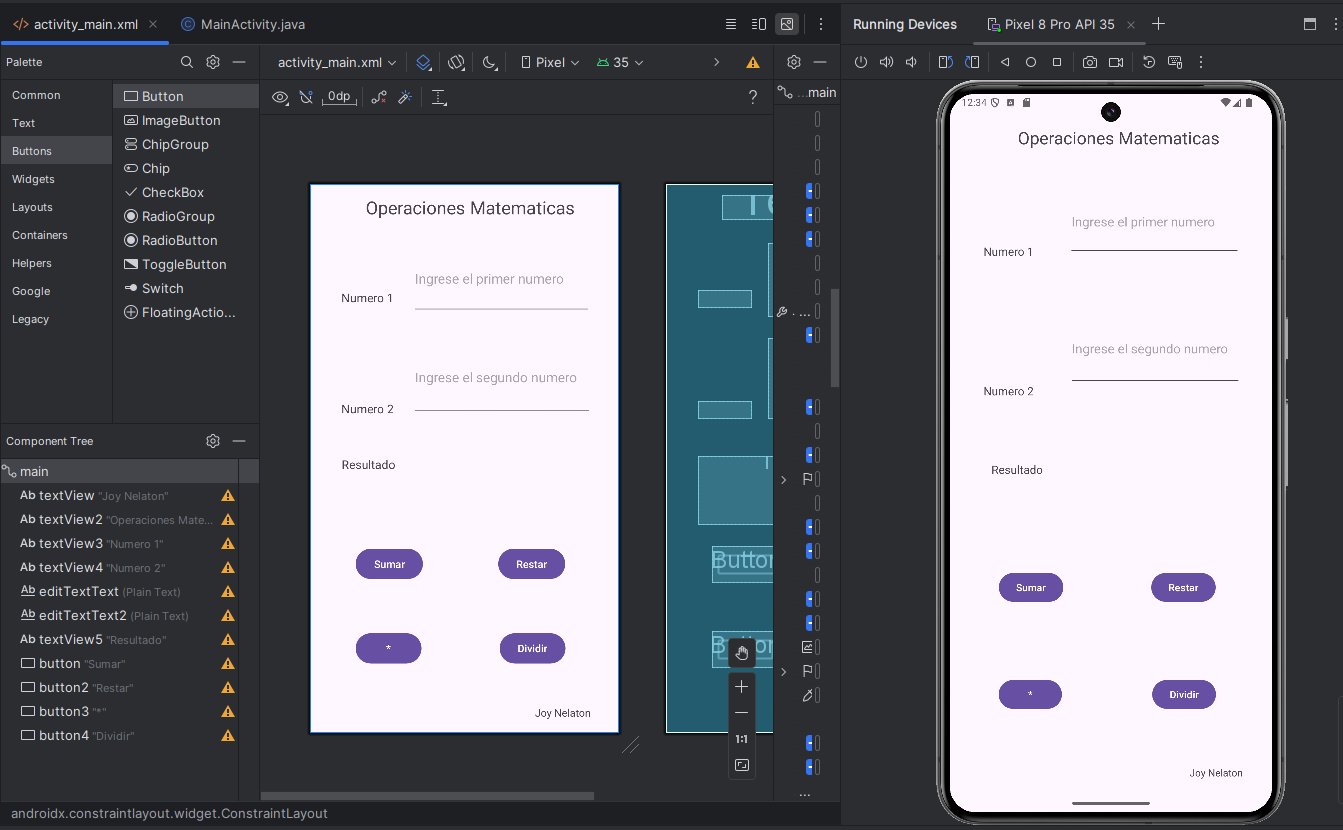 activity_main.xml
MainActivity.java
Running Devices
Pixel 8 Pro API 35
Palette
activity_main.xml
Pixel
35
0dp
?
...main
Common
Text
Buttons
Widgets
Layouts
Containers
Helpers
Google
Legacy
Button
ImageButton
ChipGroup
Chip
CheckBox
RadioGroup
RadioButton
ToggleButton
Switch
FloatingActio...
Component Tree
main
Ab textView "Joy Nelaton"
Ab textView2 "Operaciones Mate...
Ab textView3 "Numero 1"
Ab textView4 "Numero 2"
Ab editTextText (Plain Text)
Ab editTextText2 (Plain Text)
Ab textView5 "Resultado"
button "Sumar"
button2 "Restar"
button3 "*"
button4 "Dividir"
Operaciones Matematicas
Ingrese el primer numero
Numero 1
Ingrese el segundo numero
Numero 2
Resultado
Sumar
Restar
*
Dividir
Joy Nelaton
Button
Button
1:1
...
...
12:34
Operaciones Matematicas
Ingrese el primer numero
Numero 1
Ingrese el segundo numero
Numero 2
Resultado
Sumar
Restar
*
Dividir
Joy Nelaton
androidx.constraintlayout.widget.ConstraintLayout